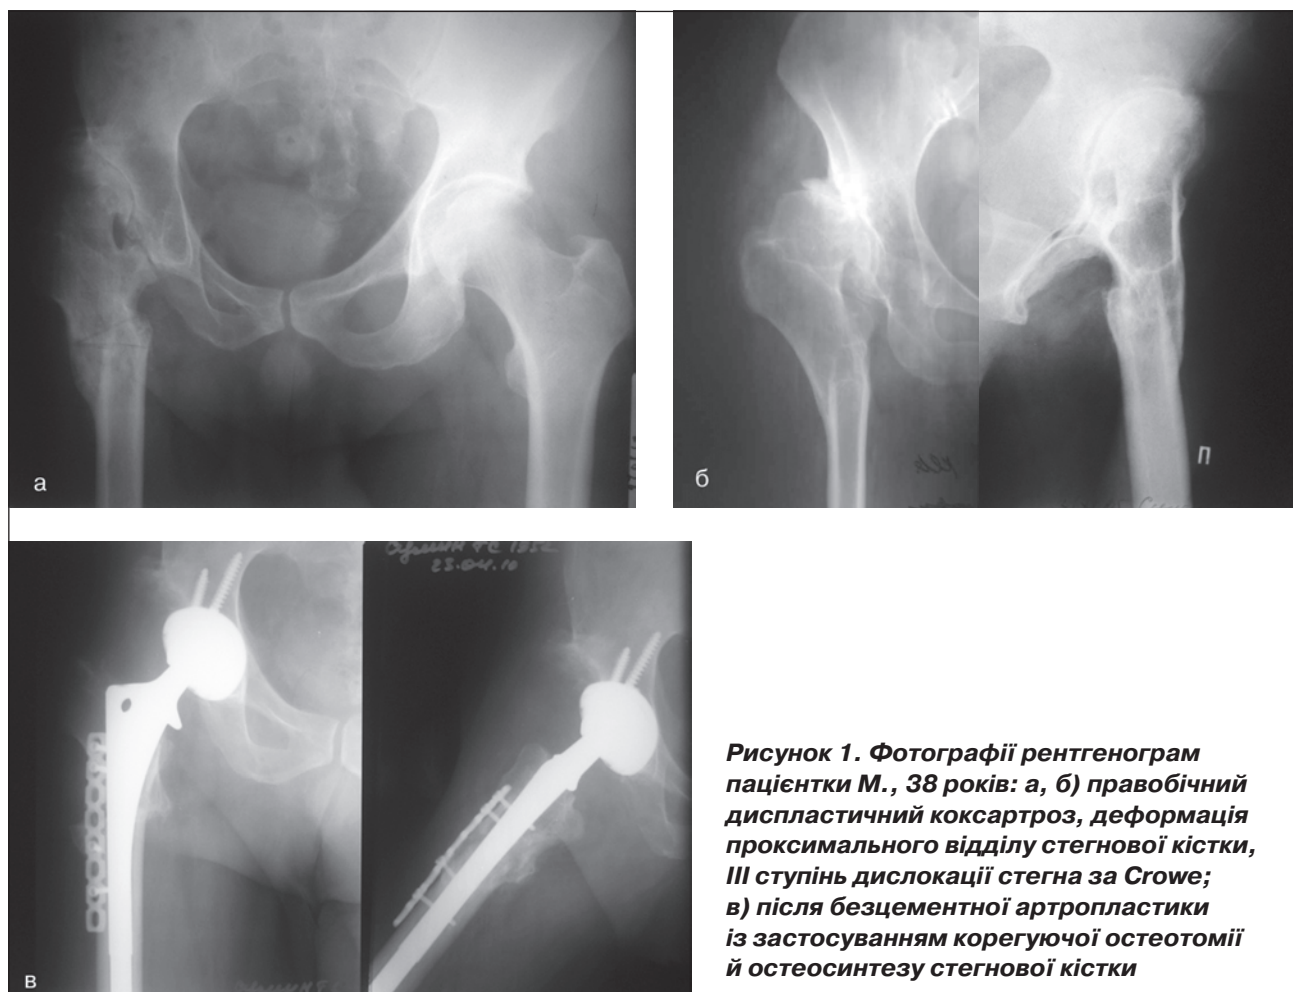 а
б
П
23.04.10
в
Рисунок 1. Фотографії рентгенограм
пацієнтки М., 38 років: а, б) правобічний
диспластичний коксартроз, деформація
проксимального відділу стегнової кістки,
III ступінь дислокації стегна за Crowe;
в) після безцементної артропластики
із застосуванням корегуючої остеотомії
й остеосинтезу стегнової кістки